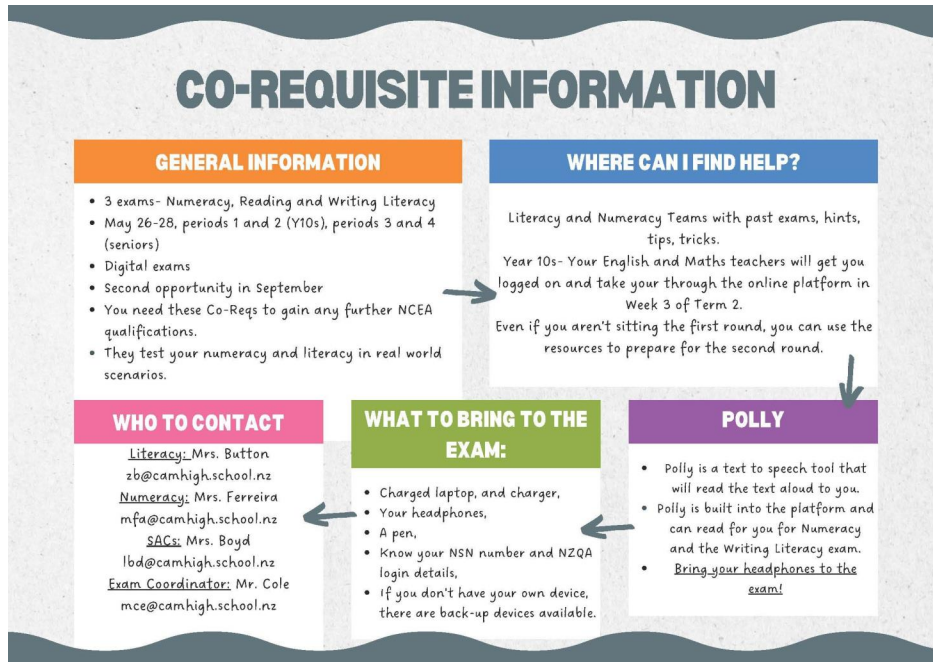 CO-REQUISITE INFORMATION
GENERAL INFORMATION
• 3 exams- Numeracy, Reading and Writing Literacy
• May 26-28, periods 1 and 2 (Y10s), periods 3 and 4
(seniors)
• Digital exams
• Second opportunity in September
• You need these Co-Reqs to gain any further NCEA
qualifications.
• They test your numeracy and literacy in real world
scenarios.
WHERE CAN I FIND HELP?
Literacy and Numeracy Teams with past exams, hints,
tips, tricks.
Year 10s- Your English and Maths teachers will get you
logged on and take your through the online platform in
Week 3 of Term 2.
Even if you aren't sitting the first round, you can use the
resources to prepare for the second round.
POLLY
• Polly is a text to speech tool that
will read the text aloud to you.
• Polly is built into the platform and
can read for you for Numeracy
and the Writing Literacy exam.
• Bring your headphones to the
exam!
WHAT TO BRING TO THE
EXAM:
• Charged laptop, and charger,
• Your headphones,
• A pen,
• Know your NSN number and NZQA
login details,
• If you don't have your own device,
there are back-up devices available.
WHO TO CONTACT
Literacy: Mrs. Button
zb@camhigh.school.nz
Numeracy: Mrs. Ferreira
mfa@camhigh.school.nz
SACs: Mrs. Boyd
lbd@camhigh.school.nz
Exam Coordinator: Mr. Cole
mce@camhigh.school.nz